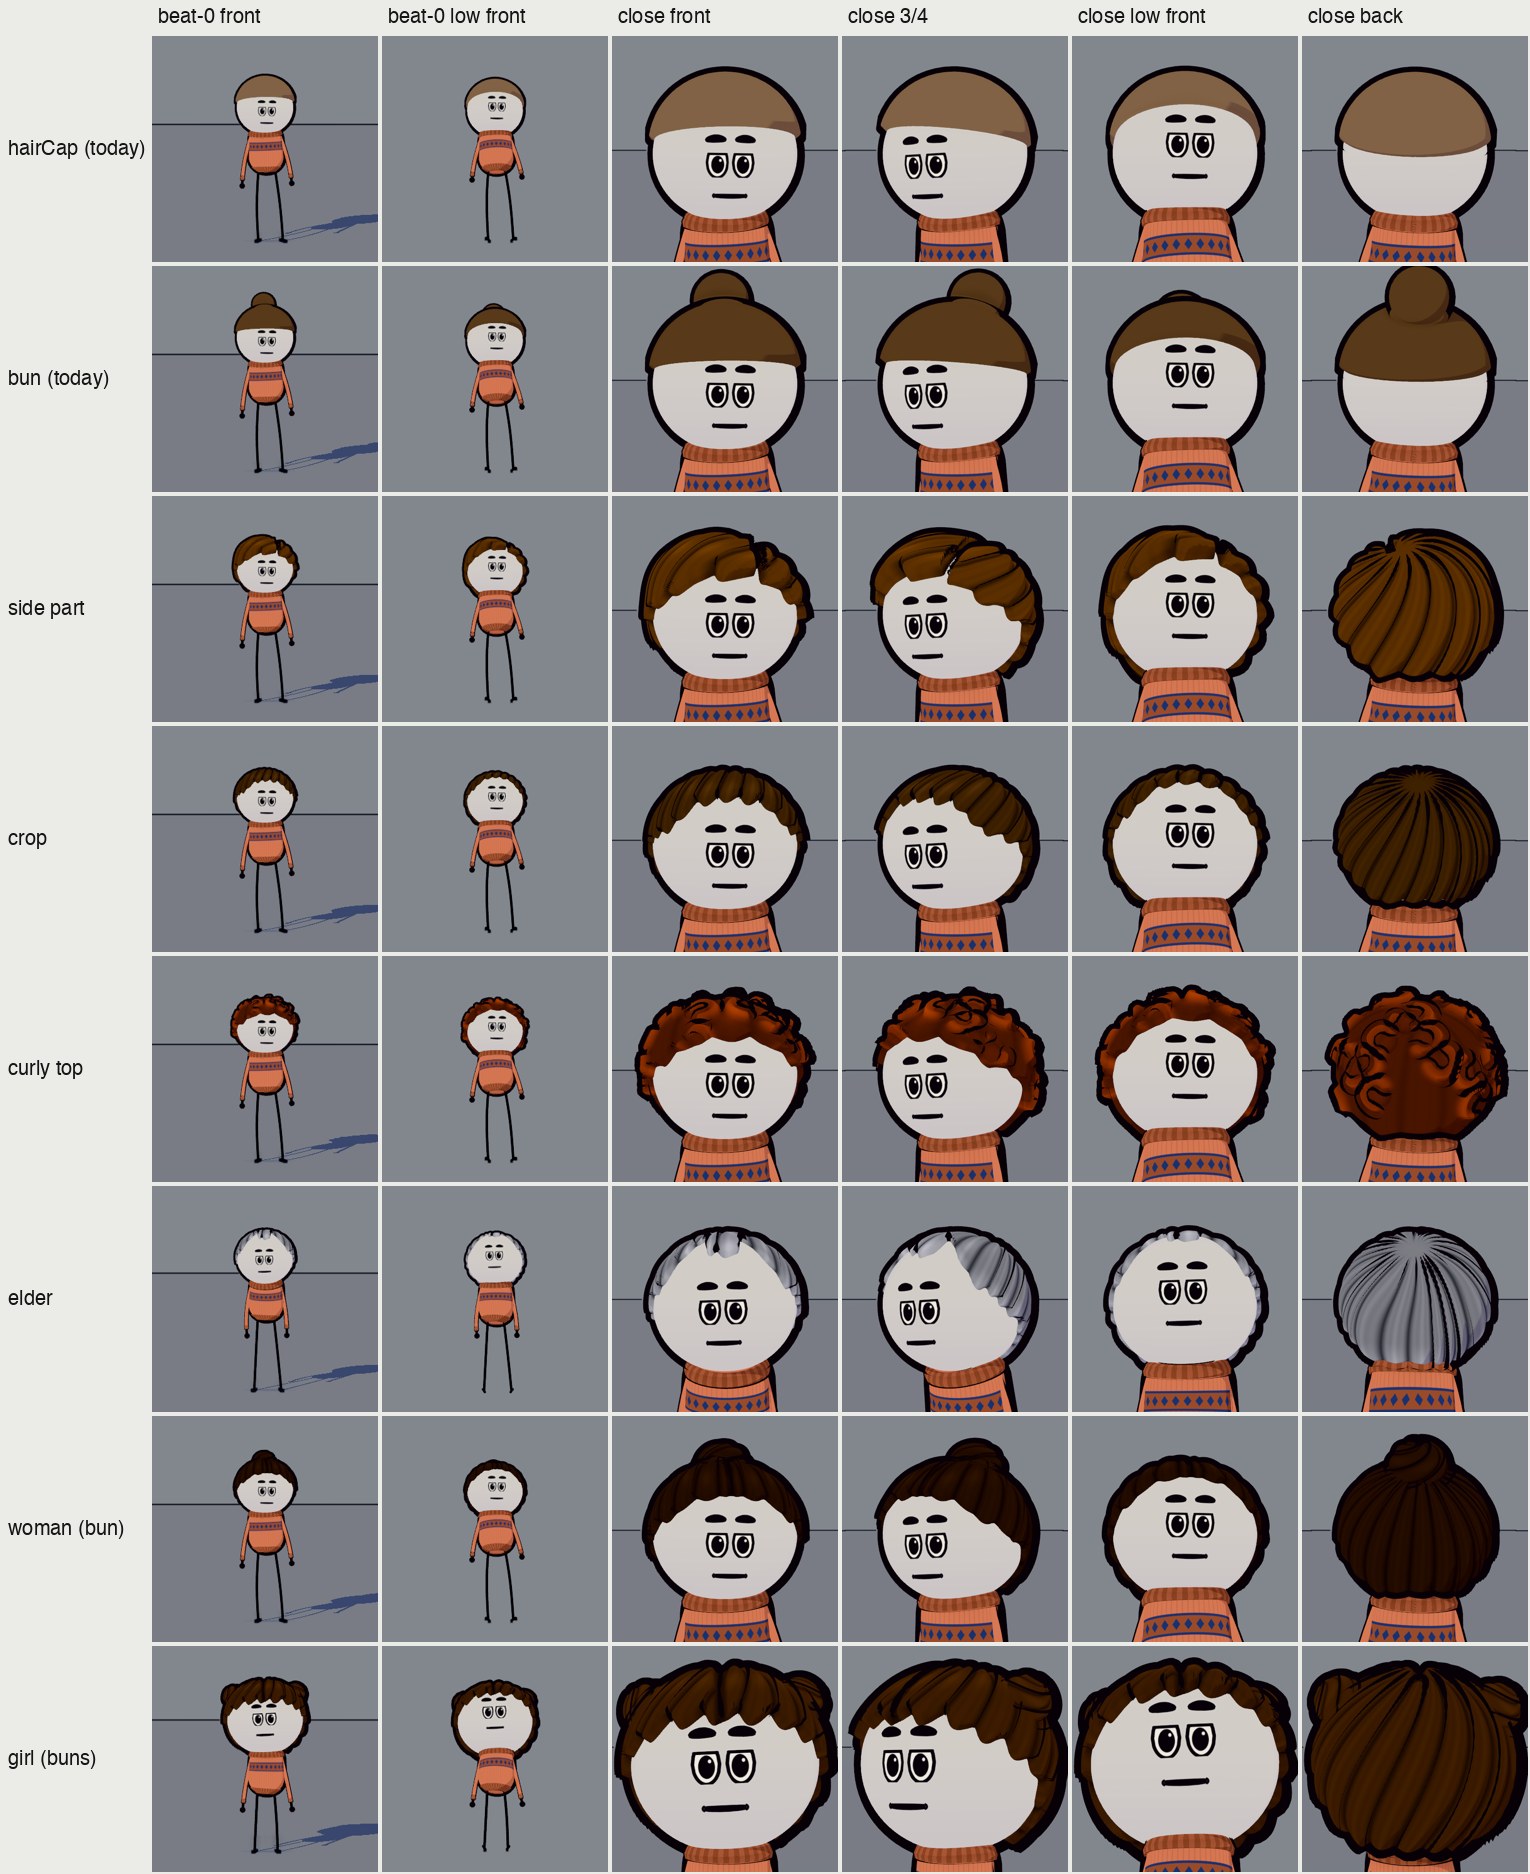 beat-0 front
beat-0 low front
close front
close 3/4
close low front
close back
hairCap (today)
bun (today)
side part
crop
curly top
elder
woman (bun)
girl (buns)